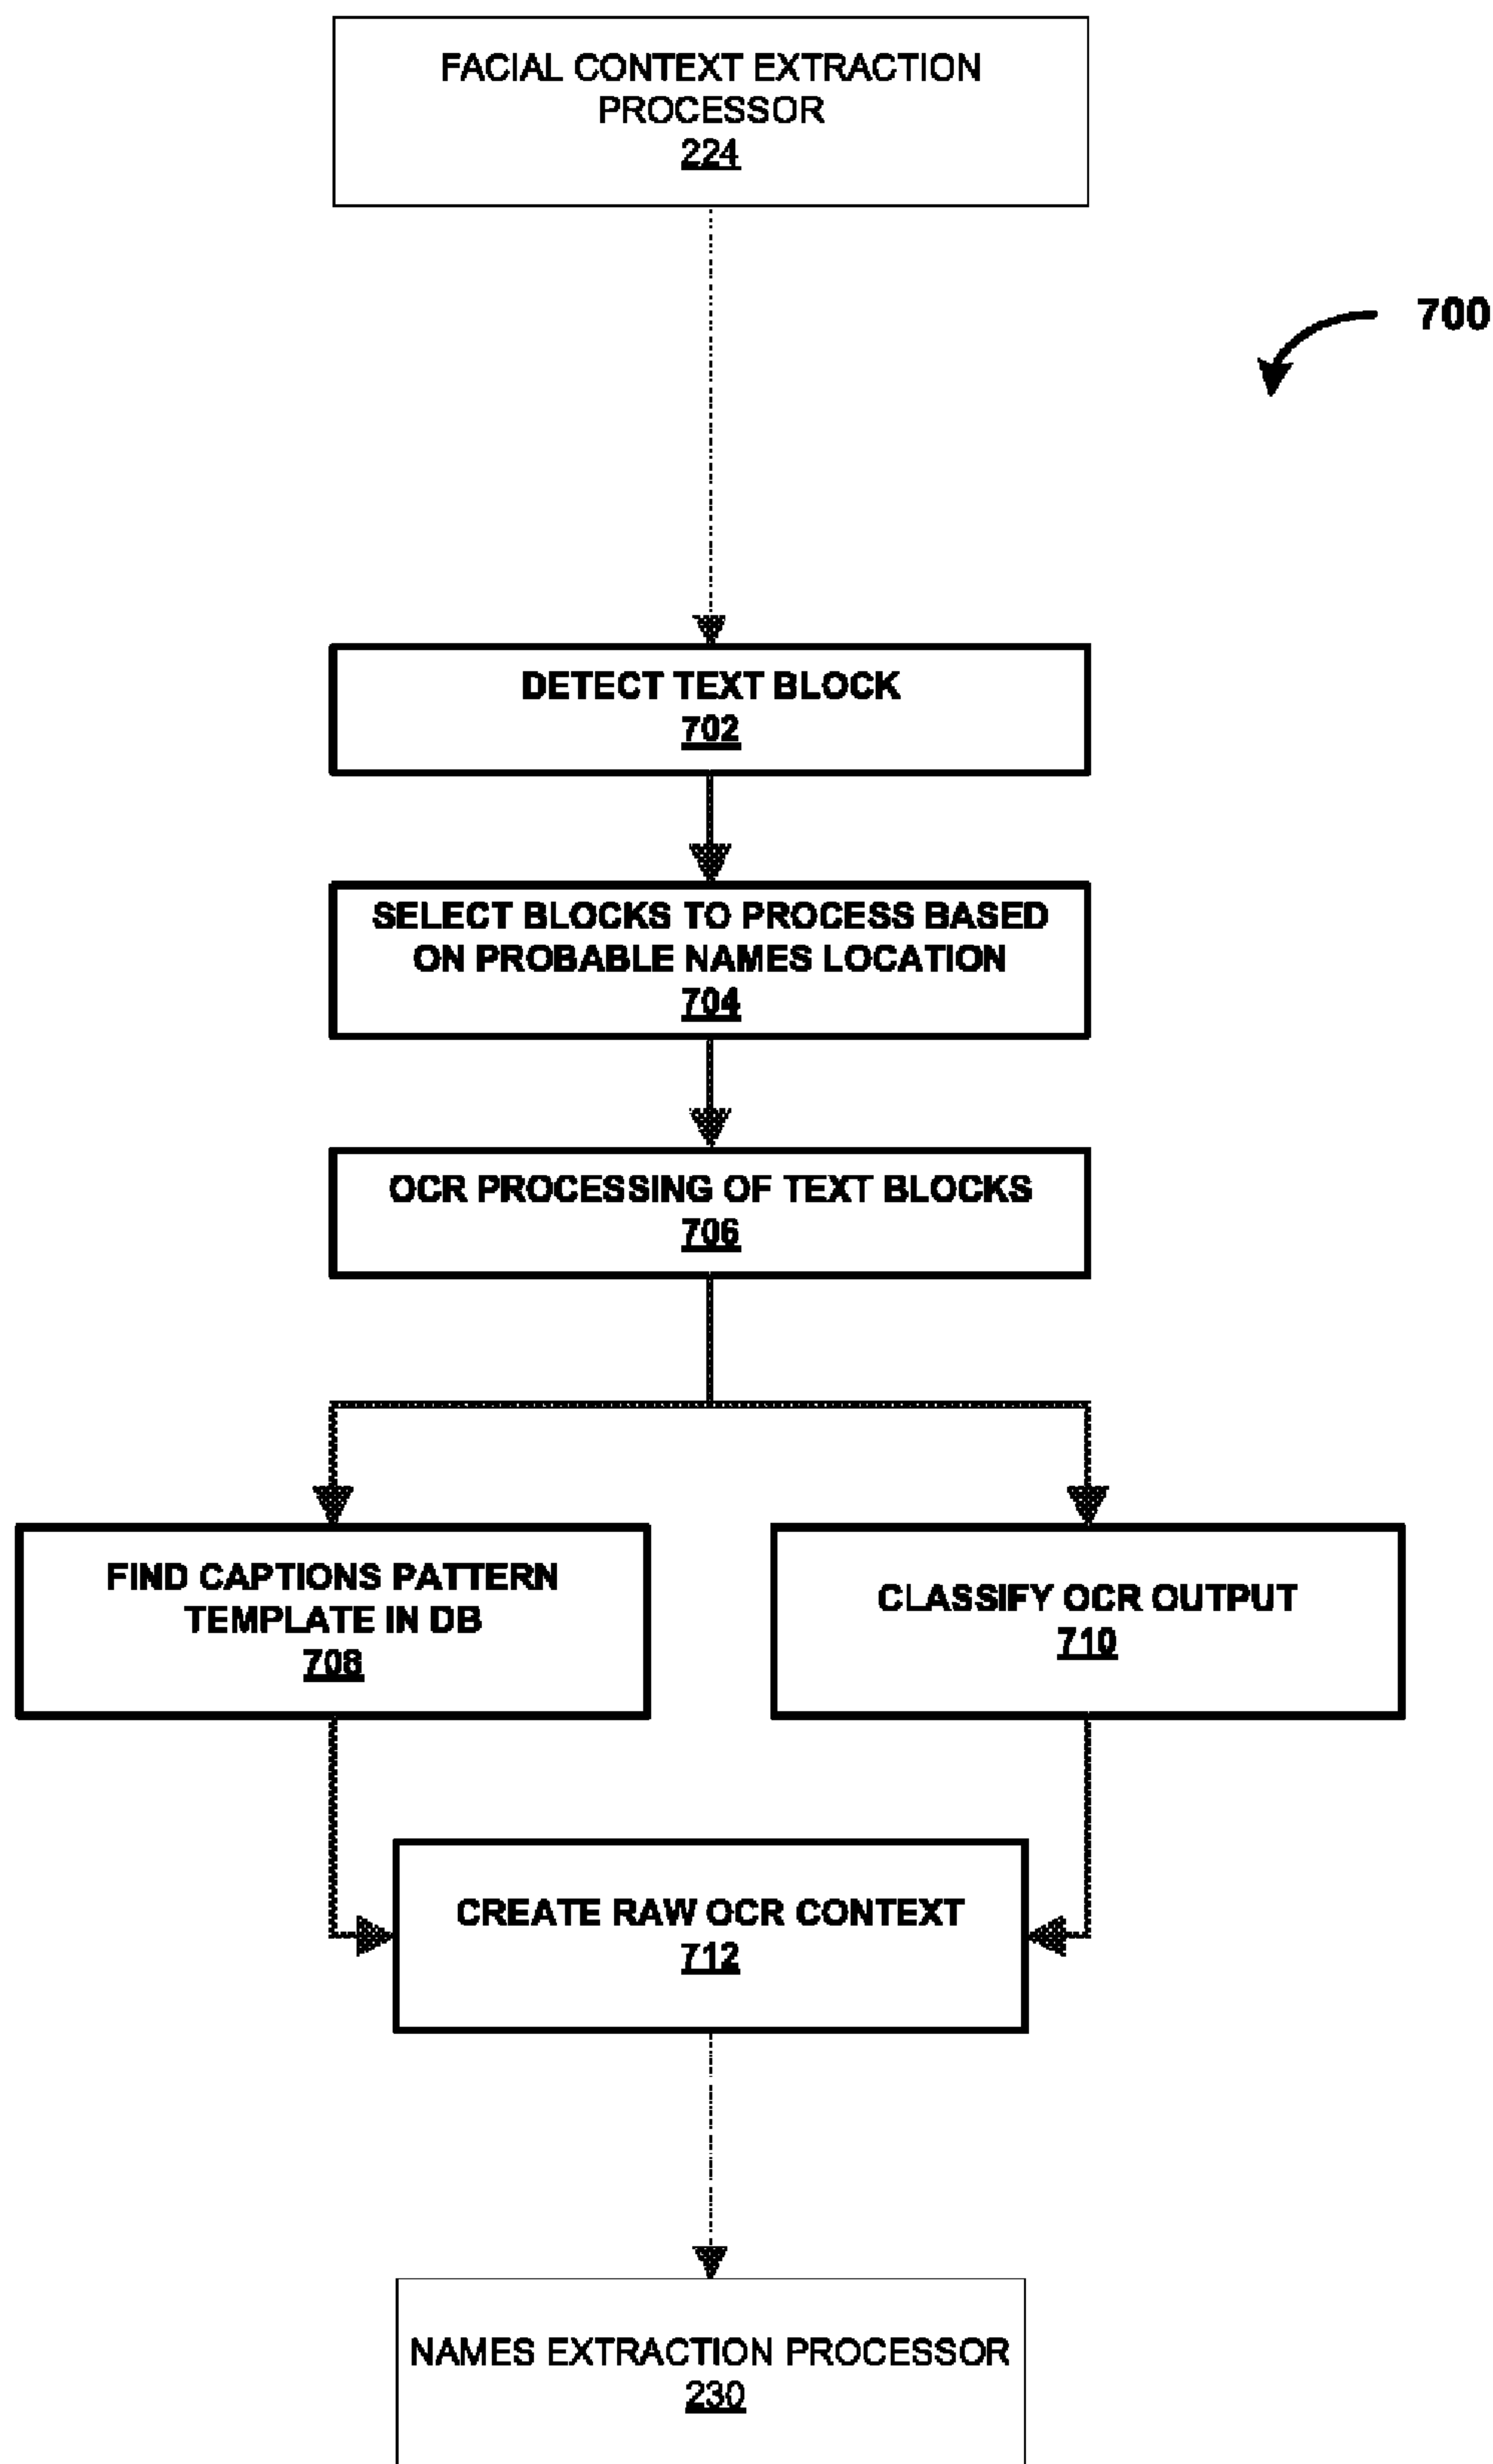 FACIAL CONTEXT EXTRACTION
PROCESSOR
224
700
DETECT TEXT BLOCK
702
SELECT BLOCKS TO PROCESS BASED
ON PROBABLE NAMES LOCATION
704
OCR PROCESSING OF TEXT BLOCKS
706
FIND CAPTIONS PATTERN
TEMPLATE IN DB
708
CLASSIFY OCR OUTPUT
710
CREATE RAW OCR CONTEXT
712
NAMES EXTRACTION PROCESSOR
230